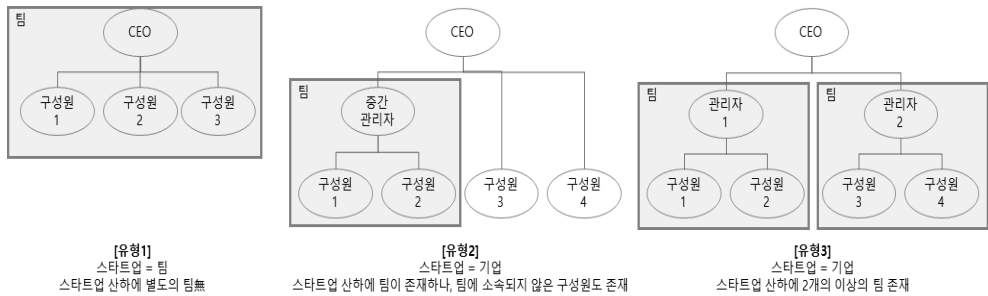 팀
CEO
구성원
1
구성원
2
구성원
3
[유형1]
스타트업 = 팀
스타트업 산하에 별도의 팀無
CEO
팀
중간
관리자
구성원
1
구성원
2
구성원
3
구성원
4
[유형2]
스타트업 = 기업
스타트업 산하에 팀이 존재하나, 팀에 소속되지 않은 구성원도 존재
CEO
팀
관리자
1
구성원
1
구성원
2
팀
관리자
2
구성원
3
구성원
4
[유형3]
스타트업 = 기업
스타트업 산하에 2개의 이상의 팀 존재